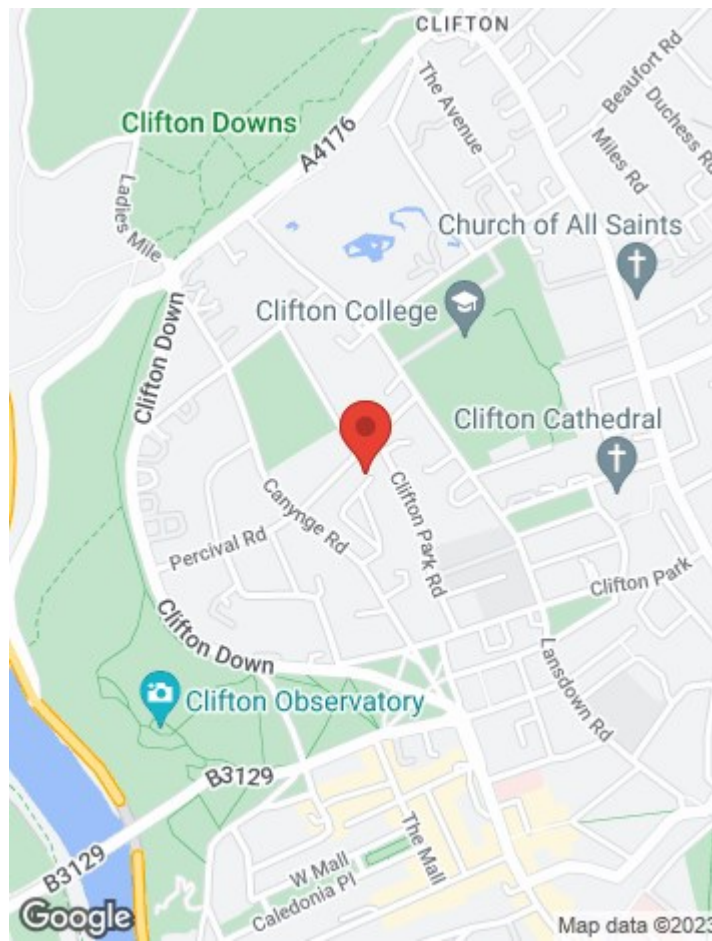 CLIFTON
Beaufort Rd
The Avenue
Duchess Rd
Clifton Downs
A4176
Miles Rd
Ladies Mile
Church of All Saints
Clifton College
Clifton Down
Clifton Cathedral
Canynge Rd
Clifton Park Rd
Percival Rd
Clifton Park
Clifton Down
Lansdown Rd
Clifton Observatory
B3129
The Mall
W Mall
B3129
Caledonia Pl
Google
Map data ©2023